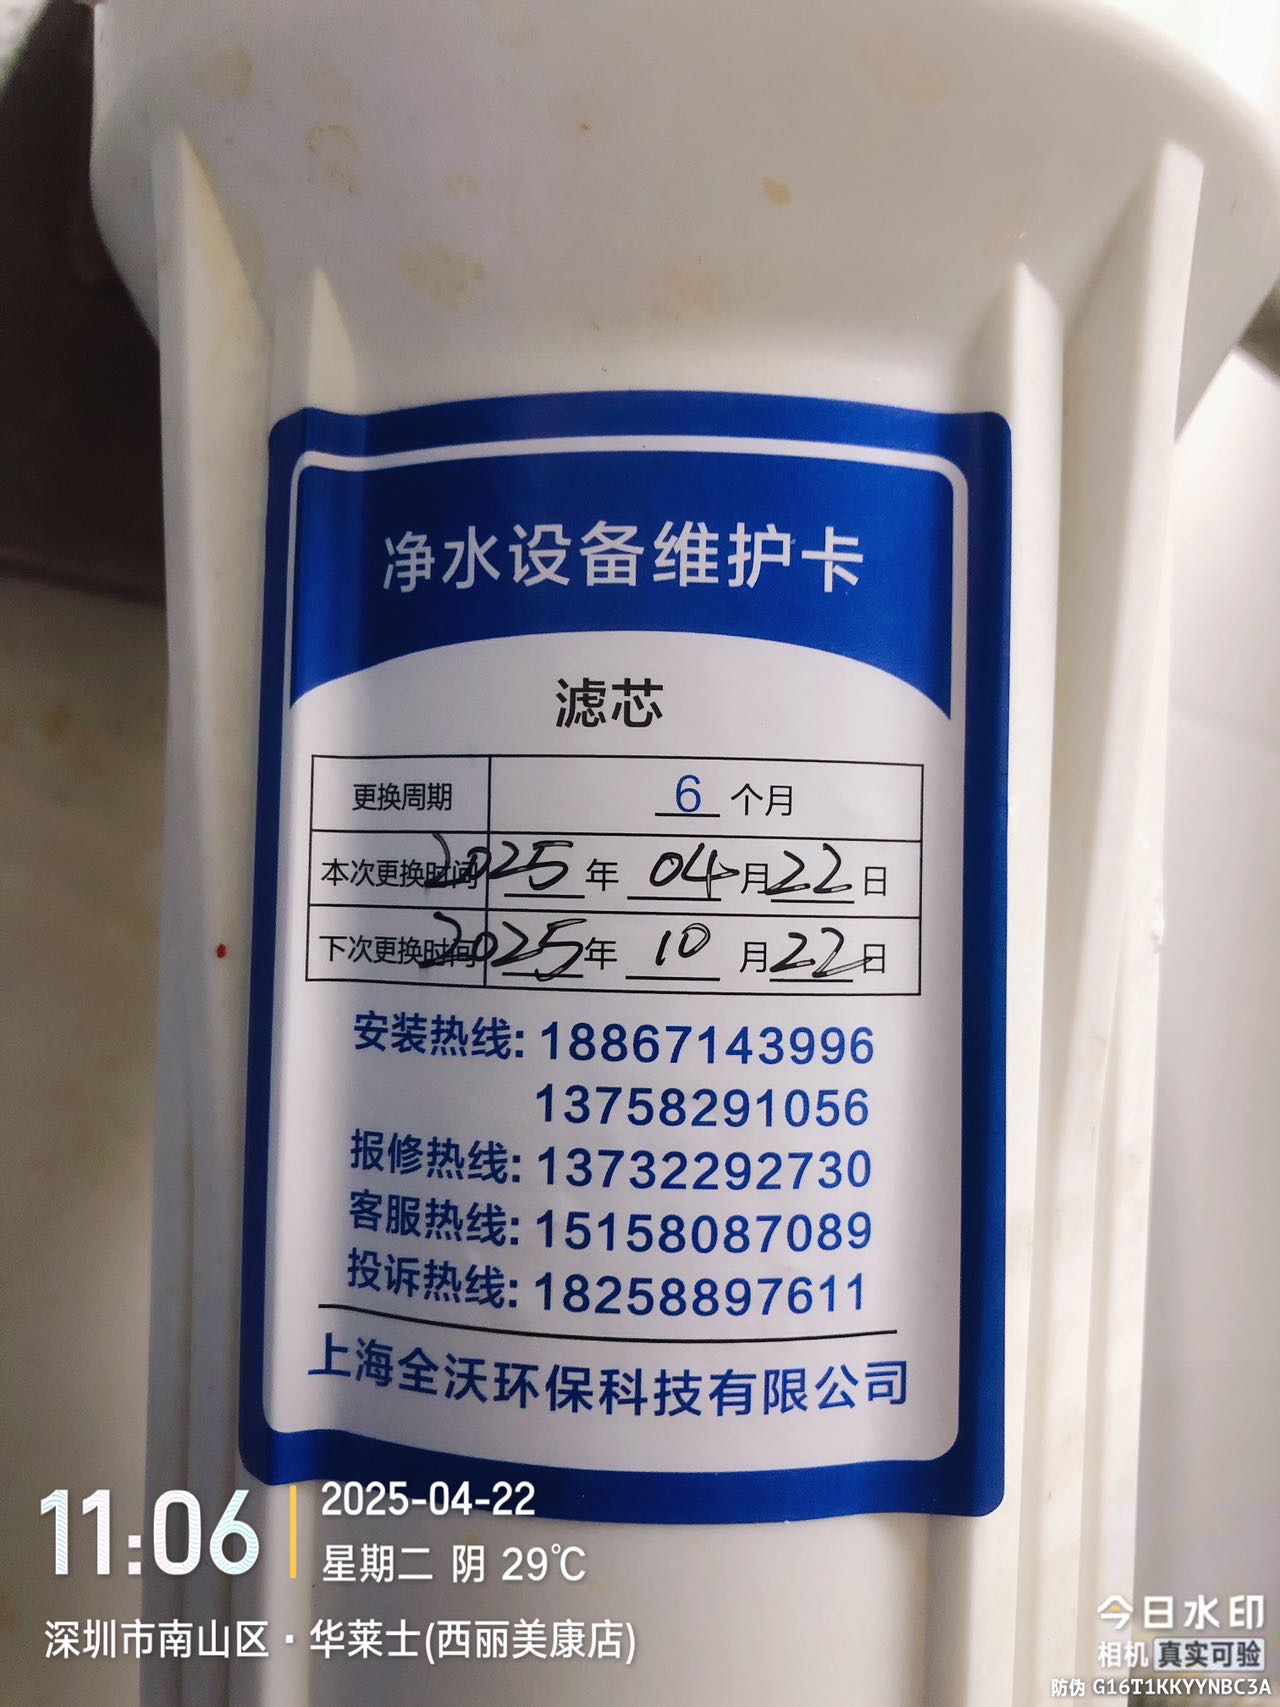 净水设备维护卡
滤芯
更换周期 6 个月
本次更换时间 2025 年 04 月 22 日
下次更换时间 2025 年 10 月 22 日
安装热线: 18867143996
13758291056
报修热线: 13732292730
客服热线: 15158087089
投诉热线: 18258897611
上海全沃环保科技有限公司
11:06
2025-04-22
星期二 阴 29℃
深圳市南山区·华莱士(西丽美康店)
今日水印
相机 真实可验
防伪 G16T1KKYYNBC3A